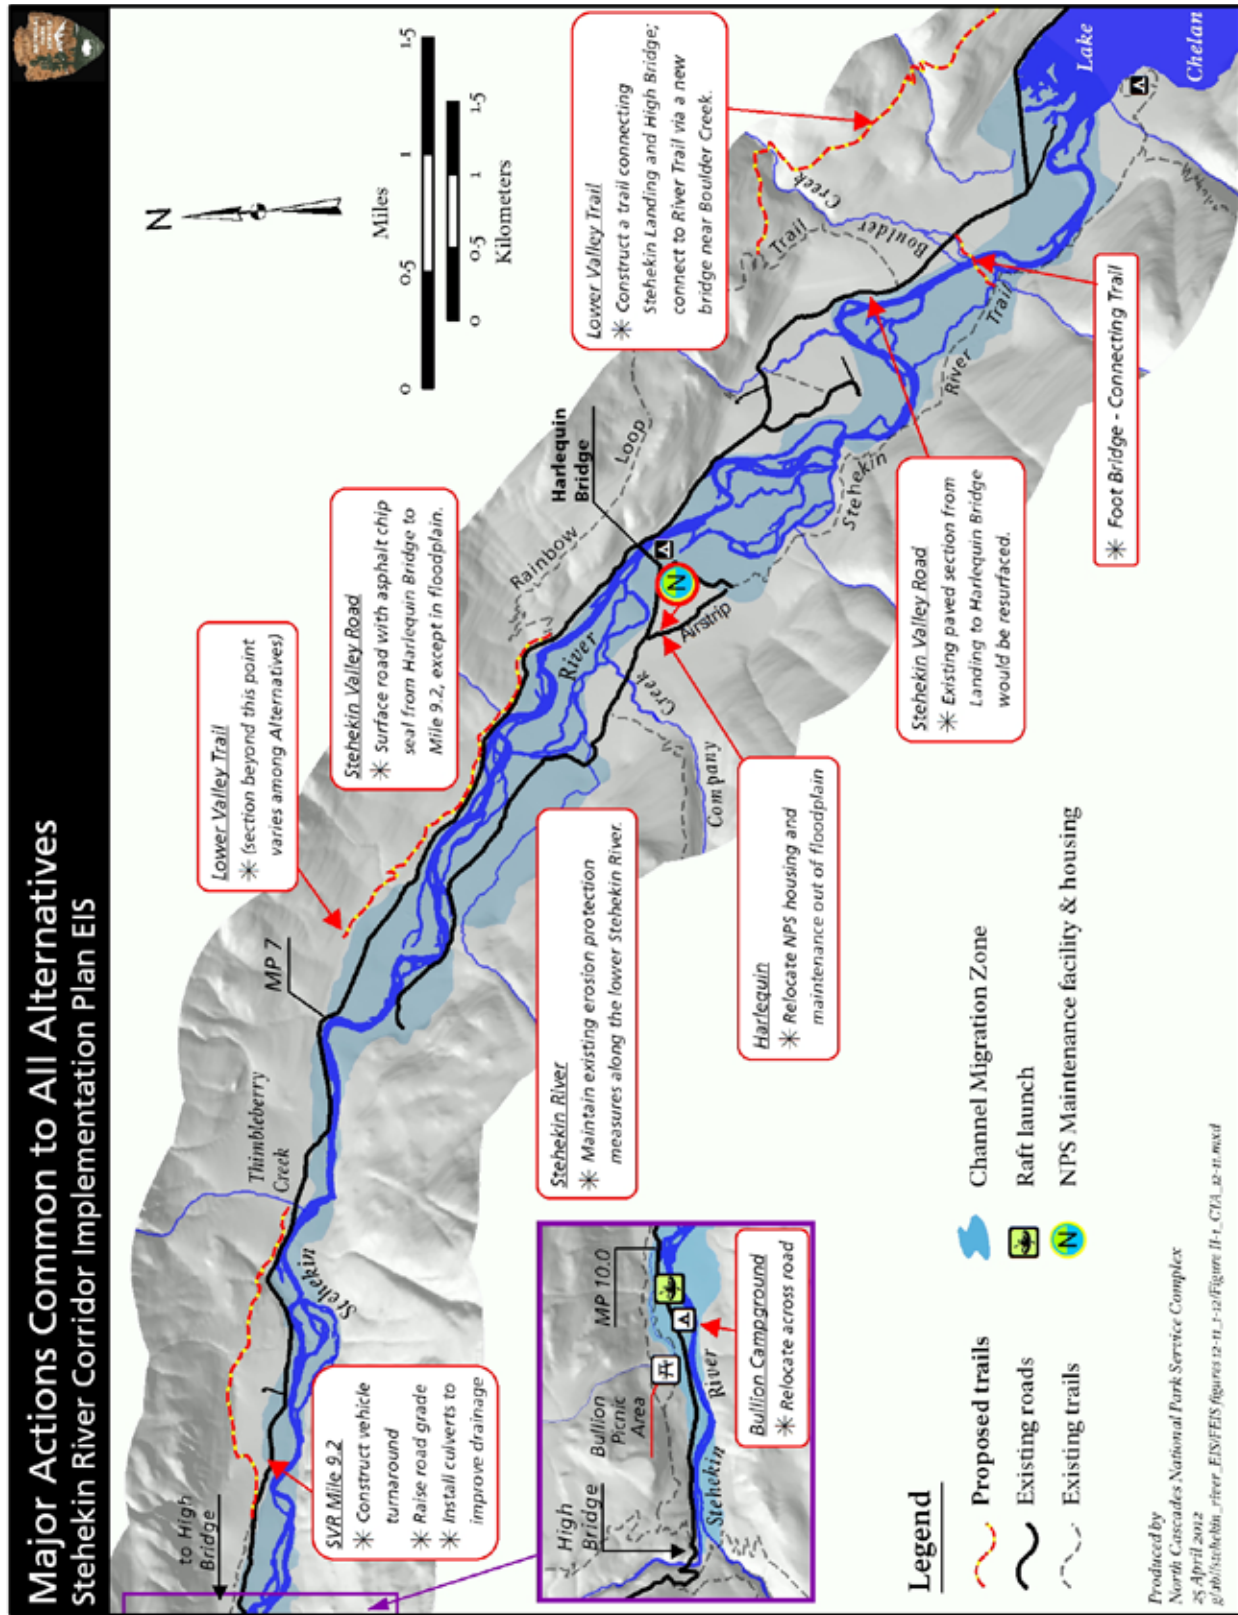 Major Actions Common to All Alternatives
Stehekin River Corridor Implementation Plan EIS
to High
Bridge
SVR Mile 9.2
✳ Construct vehicle
turnaround
✳ Raise road grade
✳ Install culverts to
improve drainage
Thimbleberry
Creek
Stehekin
MP 7
Lower Valley Trail
✳ (section beyond this point
varies among Alternatives)
Stehekin Valley Road
✳ Surface road with asphalt chip
seal from Harlequin Bridge to
Mile 9.2, except in floodplain.
N
Miles
0 0.5 1 1.5
0 0.5 1 1.5
Kilometers
Rainbow Loop
Trail
Harlequin
Bridge
River
N
Airstrip
Company Creek
Stehekin River Trail
Boulder Creek
Lower Valley Trail
✳ Construct a trail connecting
Stehekin Landing and High Bridge;
connect to River Trail via a new
bridge near Boulder Creek.
Lake
Chelan
Stehekin River
✳ Maintain existing erosion protection
measures along the lower Stehekin River.
Harlequin
✳ Relocate NPS housing and
maintenance out of floodplain
Stehekin Valley Road
✳ Existing paved section from
Landing to Harlequin Bridge
would be resurfaced.
✳ Foot Bridge - Connecting Trail
High
Bridge
Bullion
Picnic
Area
MP 10.0
Stehekin River
Bullion Campground
✳ Relocate across road
Legend
Proposed trails
Existing roads
Existing trails
Channel Migration Zone
Raft launch
N NPS Maintenance facility & housing
Produced by
North Cascades National Park Service Complex
25 April 2012